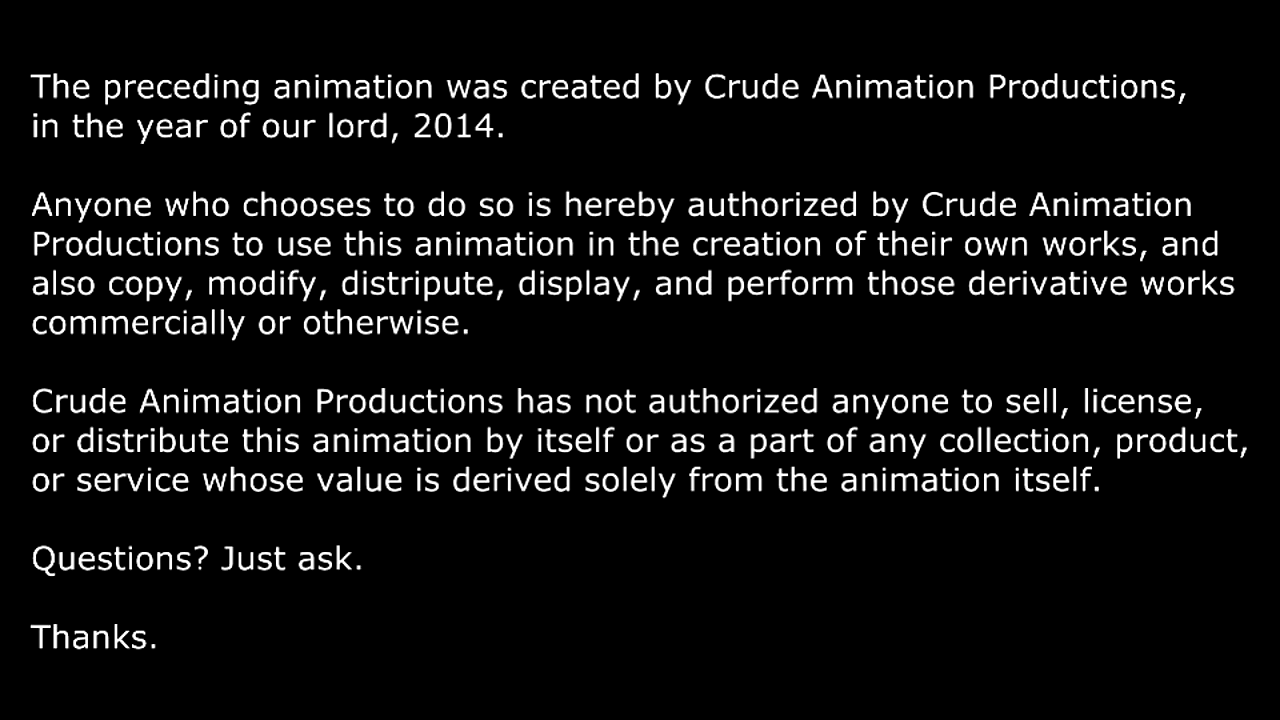 The preceding animation was created by Crude Animation Productions,
in the year of our lord, 2014.
Anyone who chooses to do so is hereby authorized by Crude Animation
Productions to use this animation in the creation of their own works, and
also copy, modify, distripute, display, and perform those derivative works
commercially or otherwise.
Crude Animation Productions has not authorized anyone to sell, license,
or distribute this animation by itself or as a part of any collection, product,
or service whose value is derived solely from the animation itself.
Questions? Just ask.
Thanks.